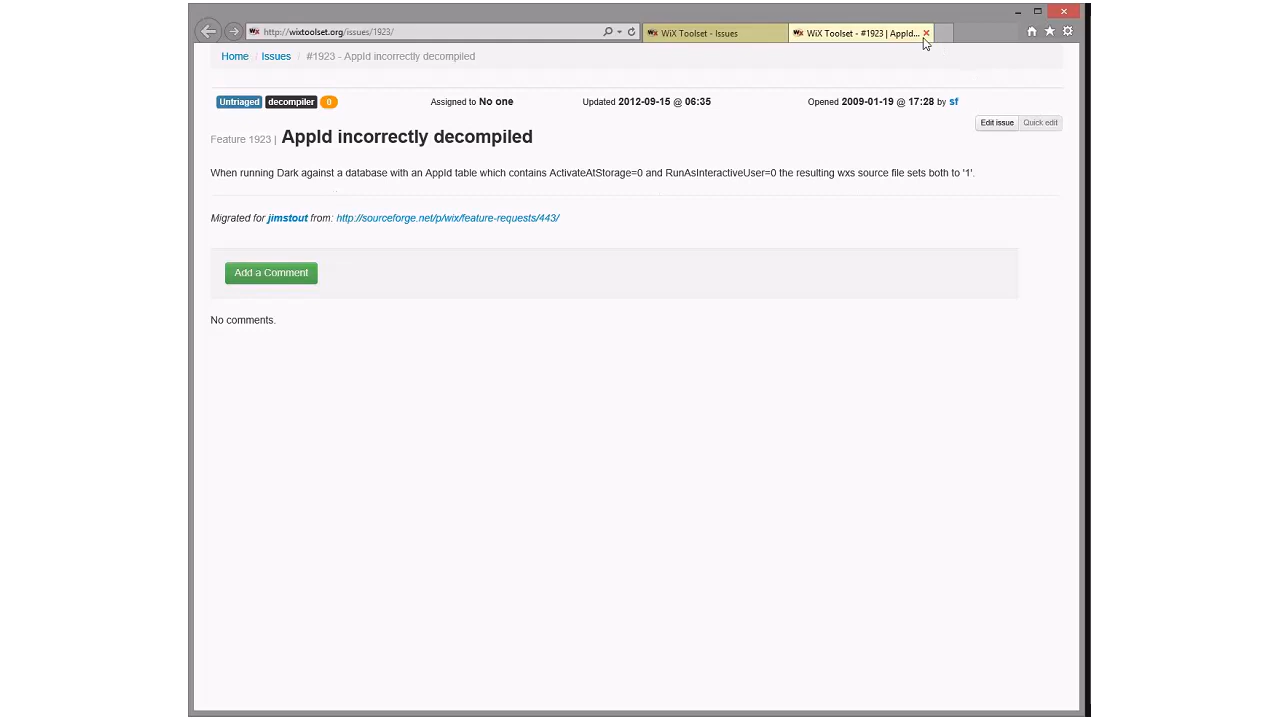 http://wixtoolset.org/issues/1923/ WiX Toolset - Issues WiX Toolset - #1923 | AppId...
Home / Issues / #1923 - AppId incorrectly decompiled
Untriaged decompiler 0 Assigned to No one Updated 2012-09-15 @ 06:35 Opened 2009-01-19 @ 17:28 by sf
Edit issue Quick edit
Feature 1923 | AppId incorrectly decompiled
When running Dark against a database with an AppId table which contains ActivateAtStorage=0 and RunAsInteractiveUser=0 the resulting wxs source file sets both to '1'.
Migrated for jimstout from: http://sourceforge.net/p/wix/feature-requests/443/
Add a Comment
No comments.